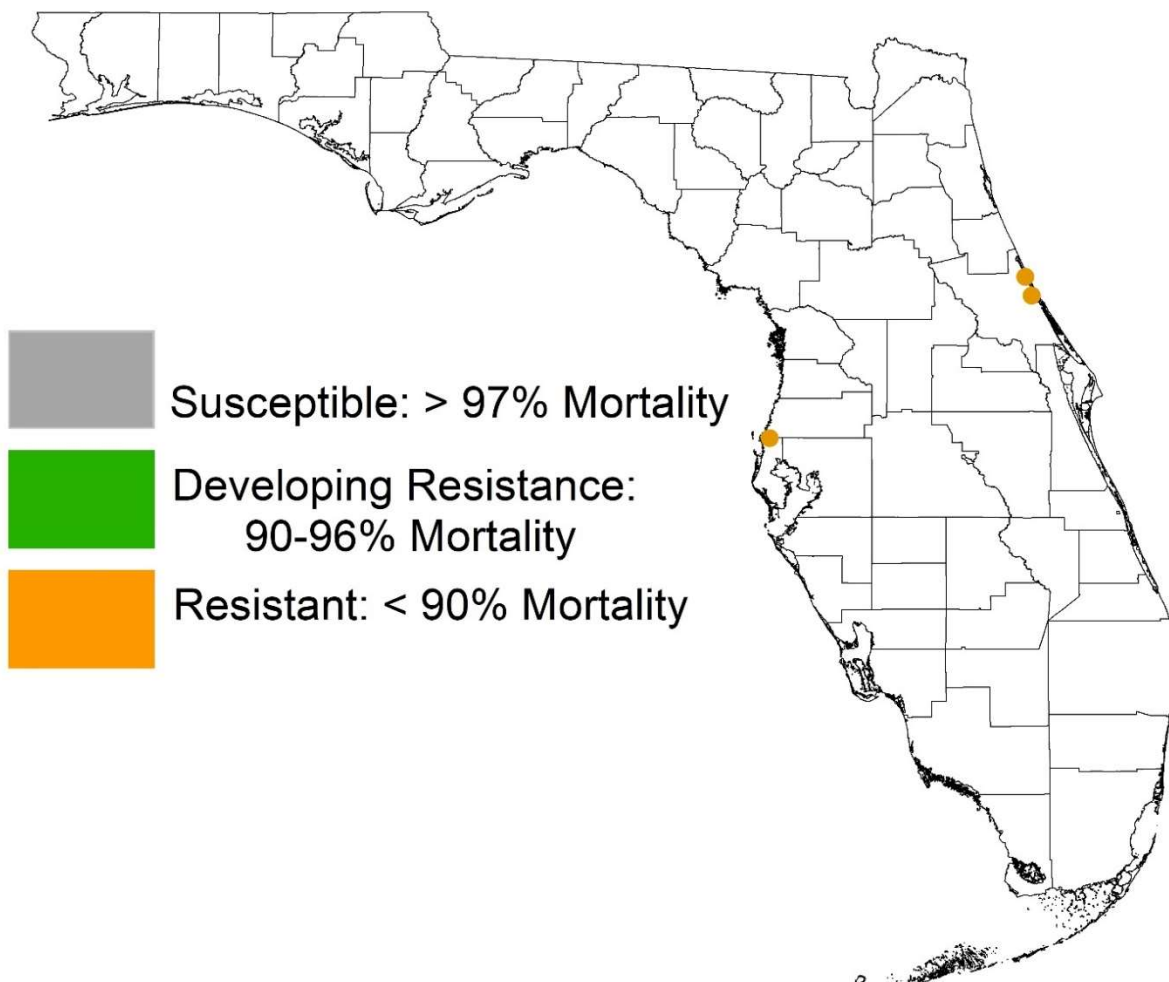 Susceptible: > 97% Mortality
Developing Resistance:
90-96% Mortality
Resistant: < 90% Mortality